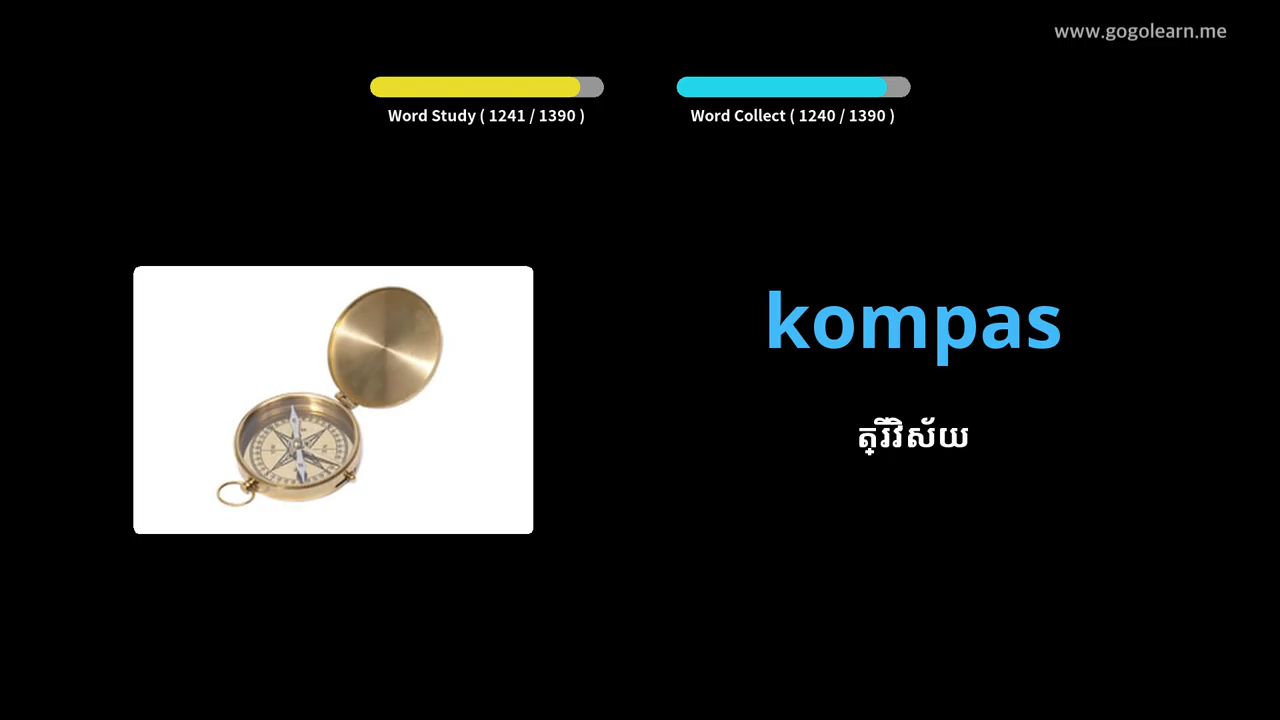 www.gogolearn.me
Word Study ( 1241 / 1390 )
Word Collect ( 1240 / 1390 )
kompas
ត្រីវិស័យ